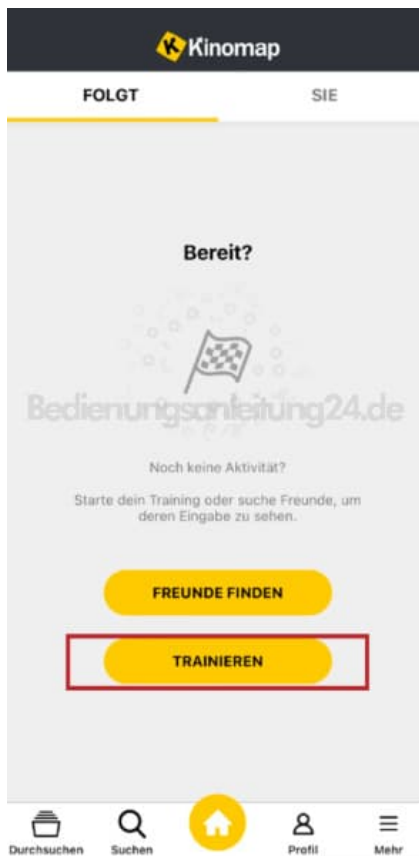 Kinomap
FOLGT
SIE
Bereit?
Bedienungsanleitung24.de
Noch keine Aktivität?
Starte dein Training oder suche Freunde, um
deren Eingabe zu sehen.
FREUNDE FINDEN
TRAINIEREN
Durchsuchen
Suchen
Profil
Mehr